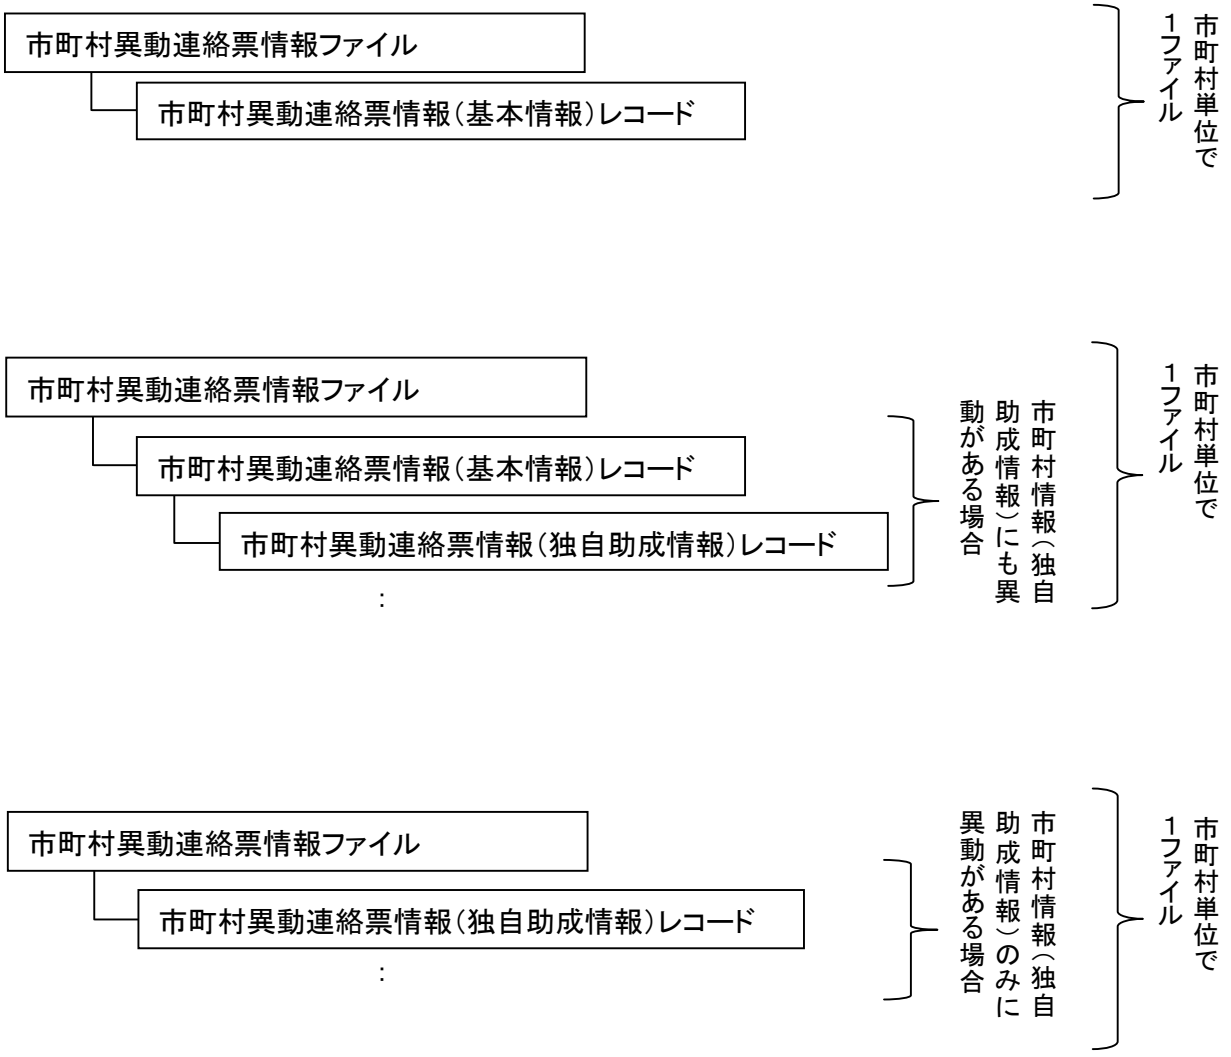 市町村異動連絡票情報ファイル
市町村異動連絡票情報（基本情報）レコード
市町村単位で
１ファイル
市町村異動連絡票情報ファイル
市町村異動連絡票情報（基本情報）レコード
市町村異動連絡票情報（独自助成情報）レコード
：
市町村情報（独自
助成情報）にも異
動がある場合
市町村単位で
１ファイル
市町村異動連絡票情報ファイル
市町村異動連絡票情報（独自助成情報）レコード
：
市町村情報（独自
助成情報）のみに
異動がある場合
市町村単位で
１ファイル